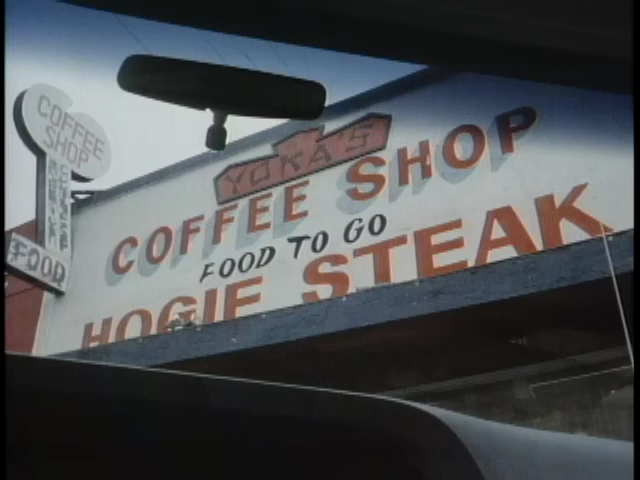 COFFEE
SHOP
FOOD
YOKA'S
COFFEE SHOP
FOOD TO GO
HOGIE STEAK